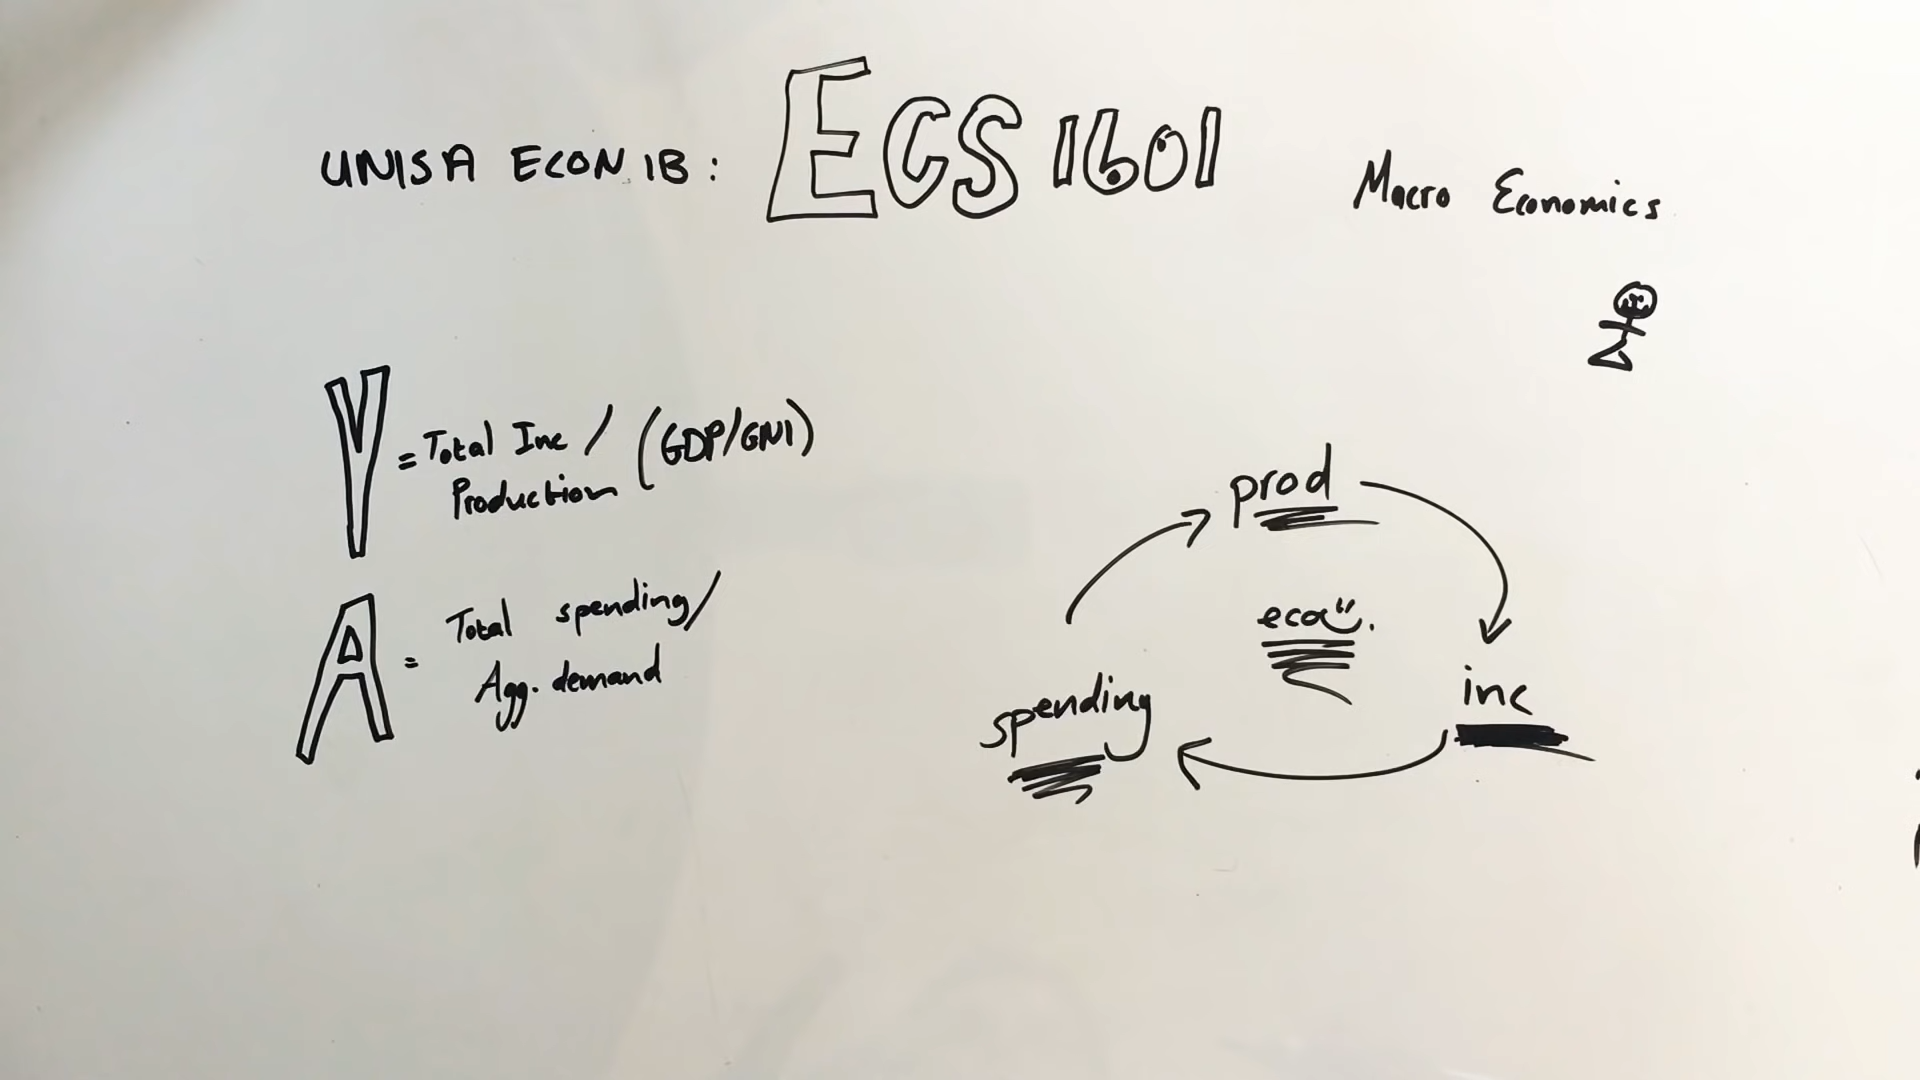 UNISA ECON 1B: ECS 1601 Macro Economics
Y = Total Inc / (GDP/GNI)
Production
A = Total spending/
Agg. demand
prod
inc
spending